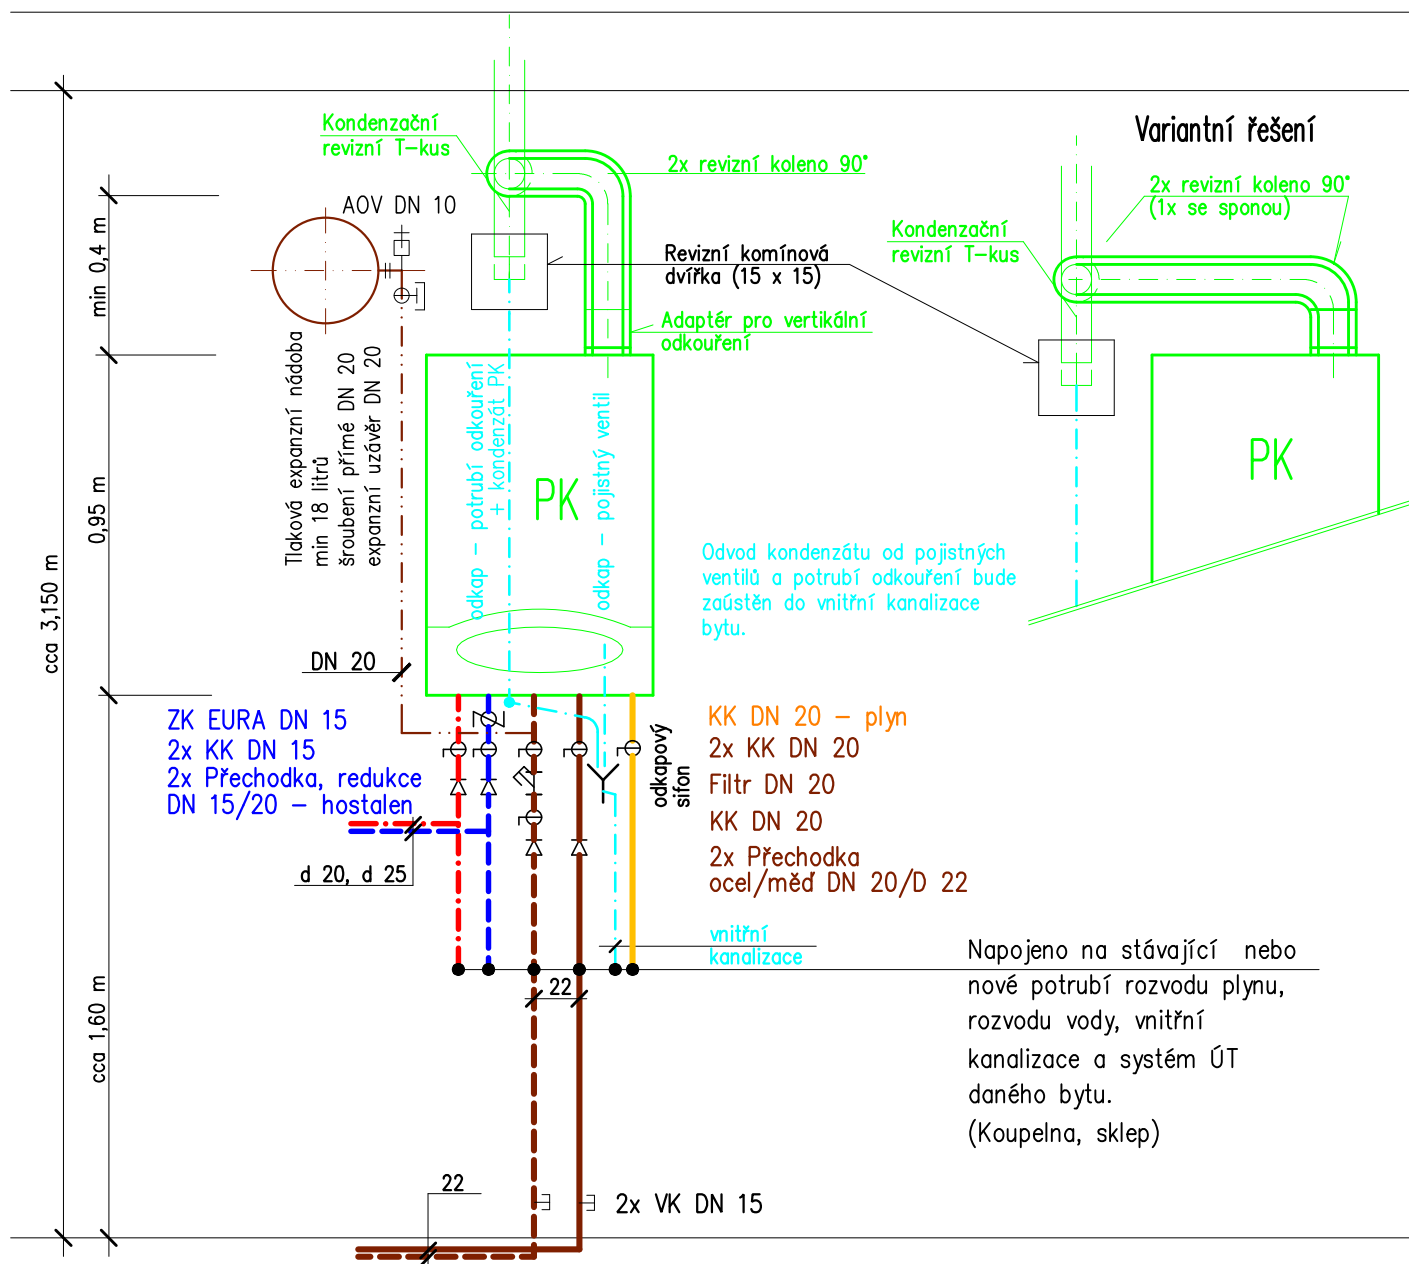 Variantní řešení
Kondenzační
revizní T-kus
2x revizní koleno 90°
2x revizní koleno 90°
(1x se sponou)
AOV DN 10
Kondenzační
revizní T-kus
Revizní komínová
dvířka (15 x 15)
Adaptér pro vertikální
odkouření
min 0,4 m
0,95 m
cca 3,150 m
cca 1,60 m
Tlaková expanzní nádoba
min 18 litrů
šroubení přímé DN 20
expanzní uzávěr DN 20
odkap - potrubí odkouření
+ kondenzát PK
odkap - pojistný ventil
PK
PK
Odvod kondenzátu od pojistných
ventilů a potrubí odkouření bude
zaústěn do vnitřní kanalizace
bytu.
DN 20
ZK EURA DN 15
2x KK DN 15
2x Přechodka, redukce
DN 15/20 - hostalen
d 20, d 25
odkapový
sifon
KK DN 20 - plyn
2x KK DN 20
Filtr DN 20
KK DN 20
2x Přechodka
ocel/měď DN 20/D 22
vnitřní
kanalizace
22
Napojeno na stávající nebo
nové potrubí rozvodu plynu,
rozvodu vody, vnitřní
kanalizace a systém ÚT
daného bytu.
(Koupelna, sklep)
22
2x VK DN 15